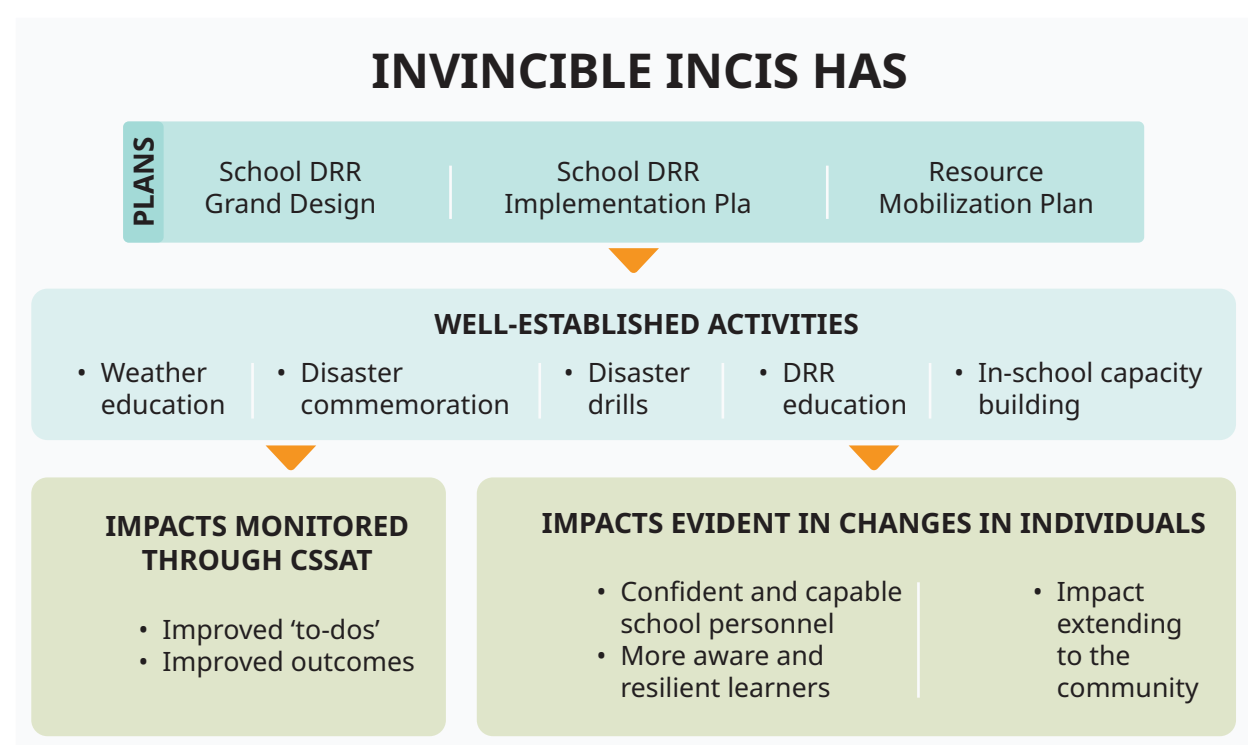 INVINCIBLE INCIS HAS
PLANS
School DRR
Grand Design
School DRR
Implementation Pla
Resource
Mobilization Plan
WELL-ESTABLISHED ACTIVITIES
• Weather
education
• Disaster
commemoration
• Disaster
drills
• DRR
education
• In-school capacity
building
IMPACTS MONITORED
THROUGH CSSAT
• Improved ‘to-dos’
• Improved outcomes
IMPACTS EVIDENT IN CHANGES IN INDIVIDUALS
• Confident and capable
school personnel
• More aware and
resilient learners
• Impact
extending
to the
community